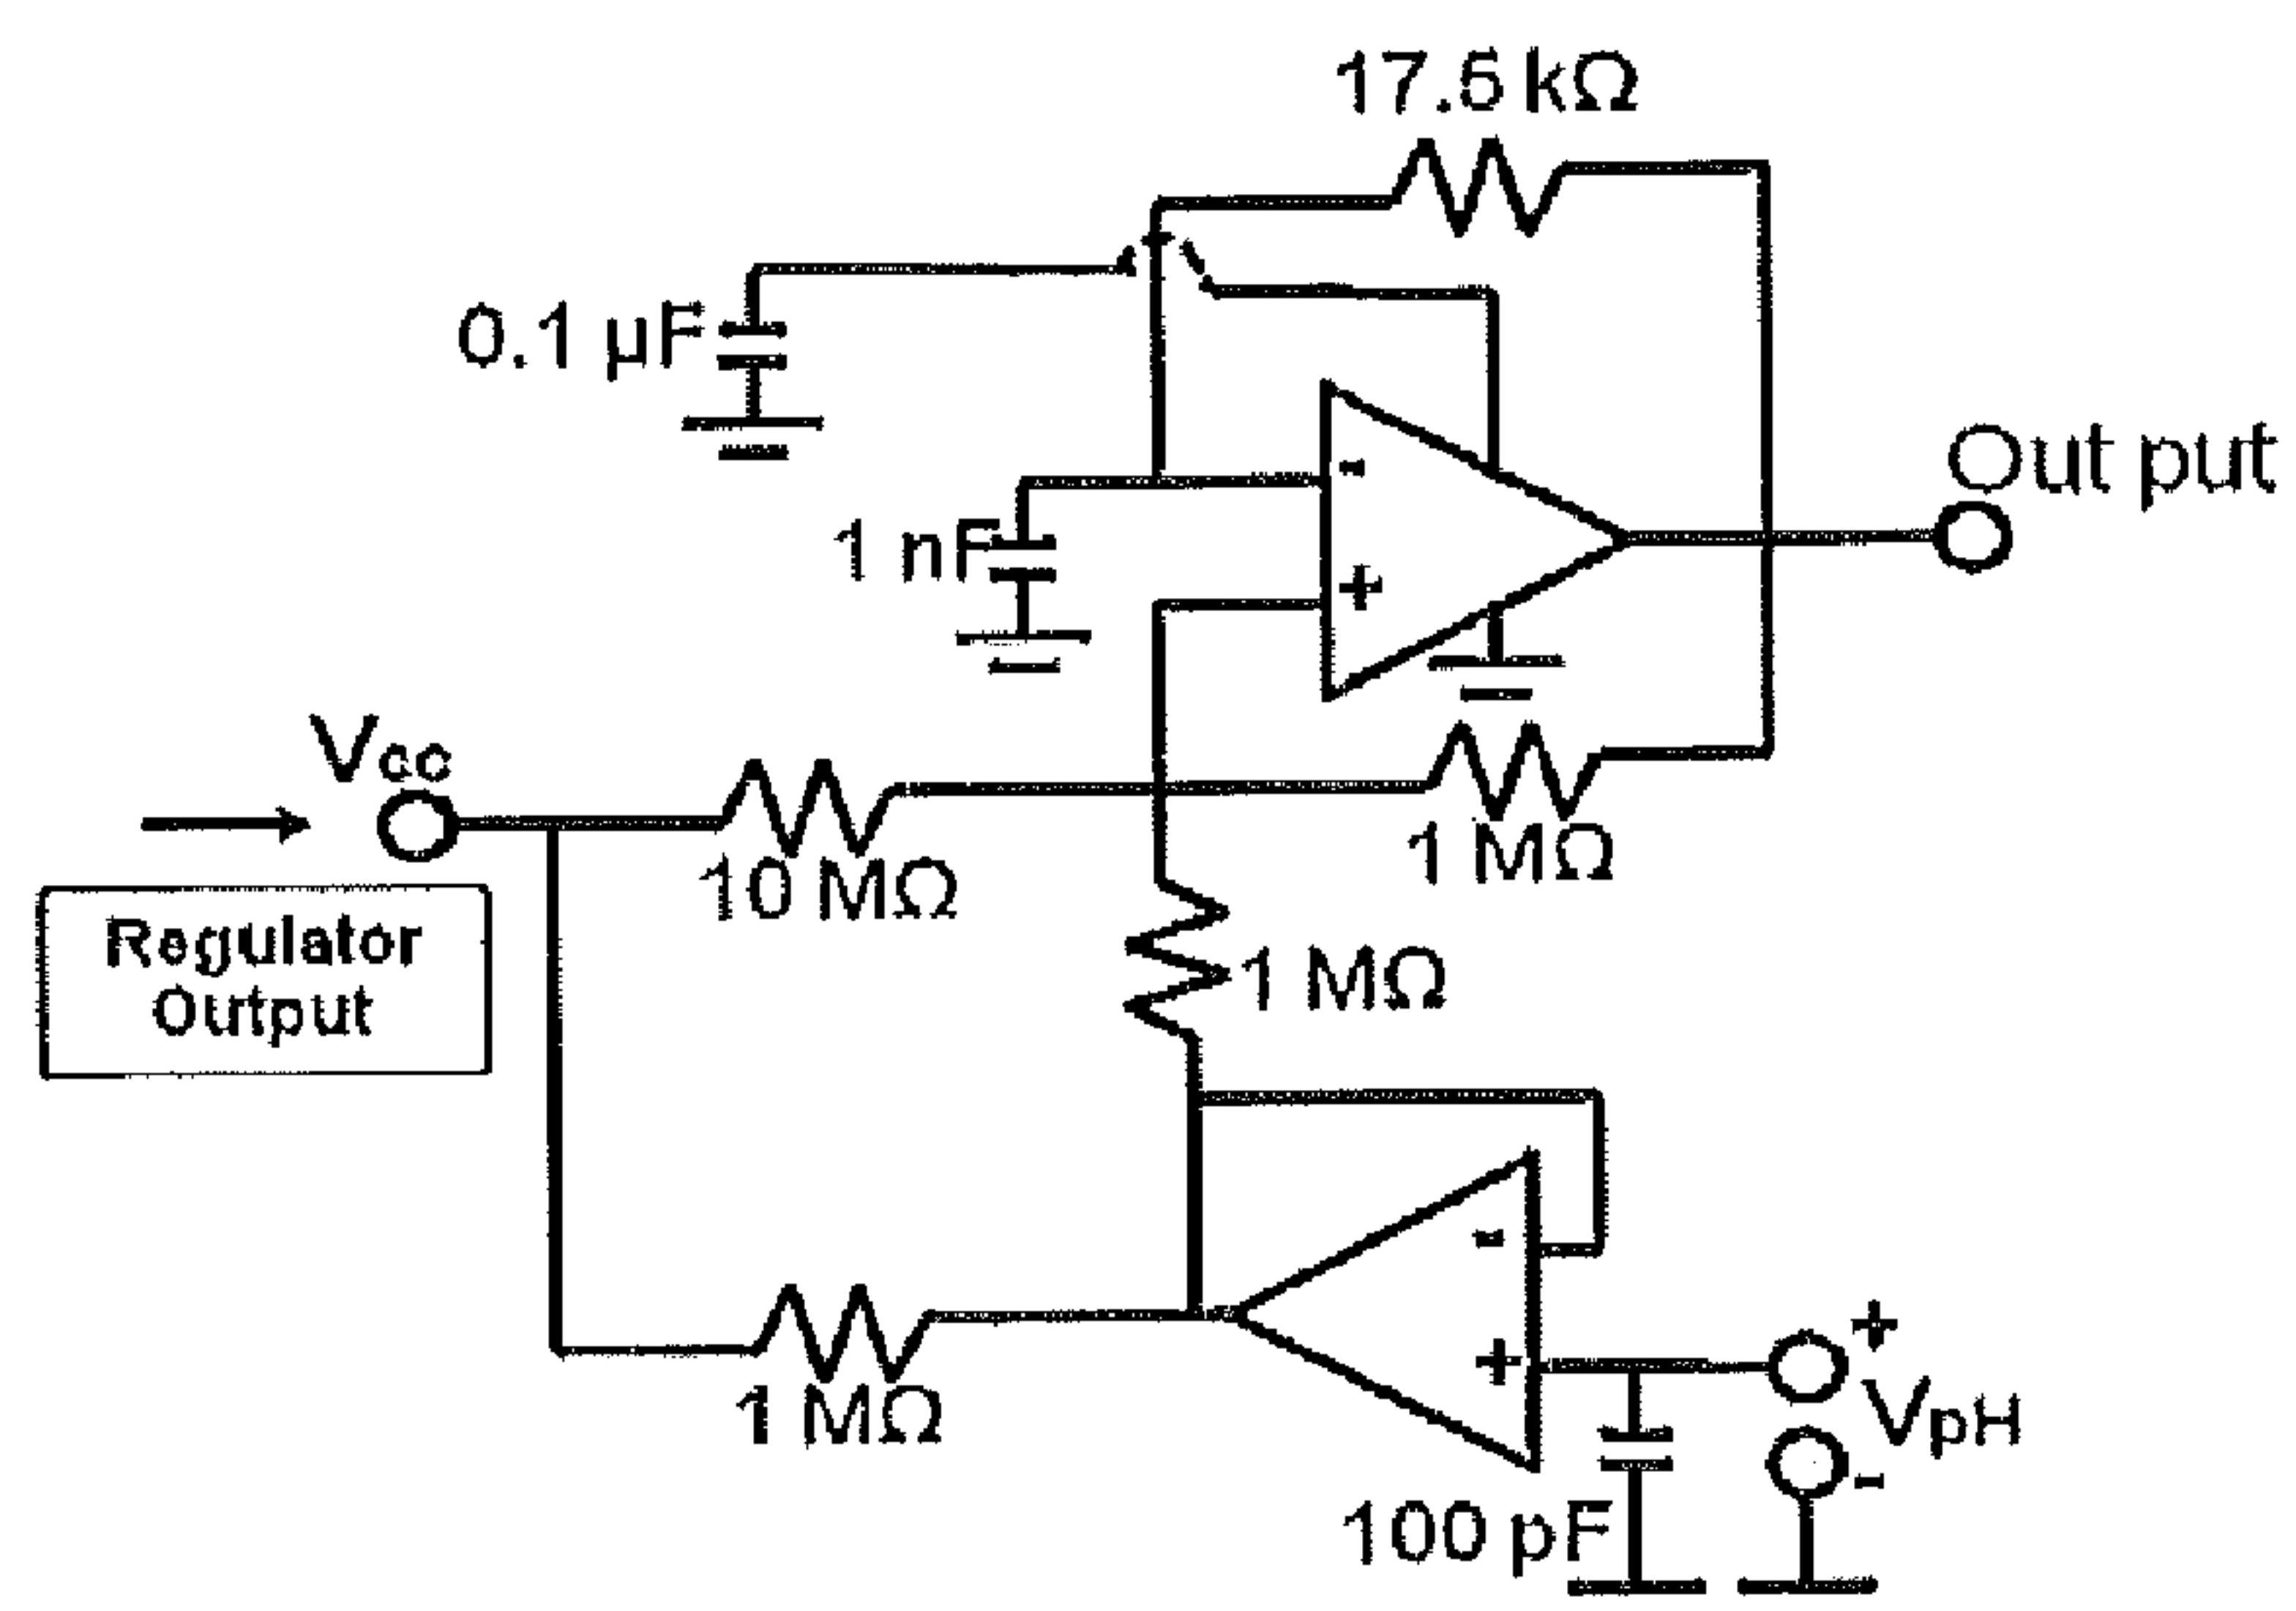 17.5 kΩ
0.1 µF
Out put
-
1 nF
+
Vcc
1 MΩ
10 MΩ
Regulator
Output
1 MΩ
-
+
+
VpH
1 MΩ
-
100 pF